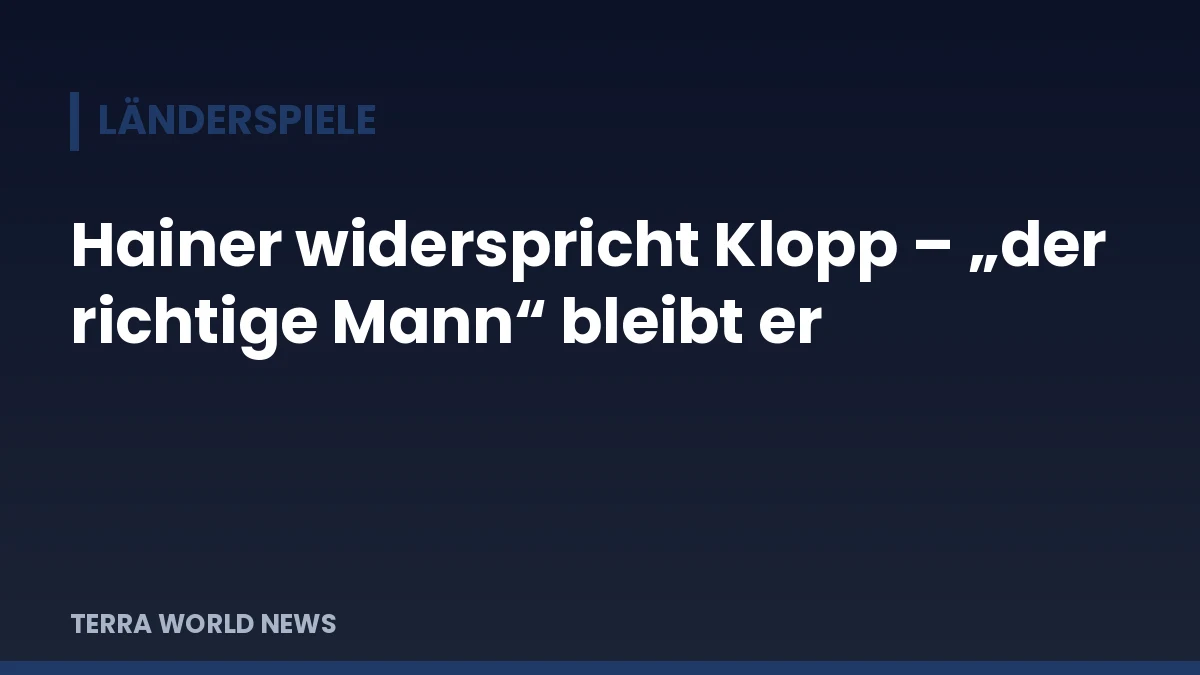 LÄNDERSPIELE
Hainer widerspricht Klopp – „der
richtige Mann“ bleibt er
TERRA WORLD NEWS